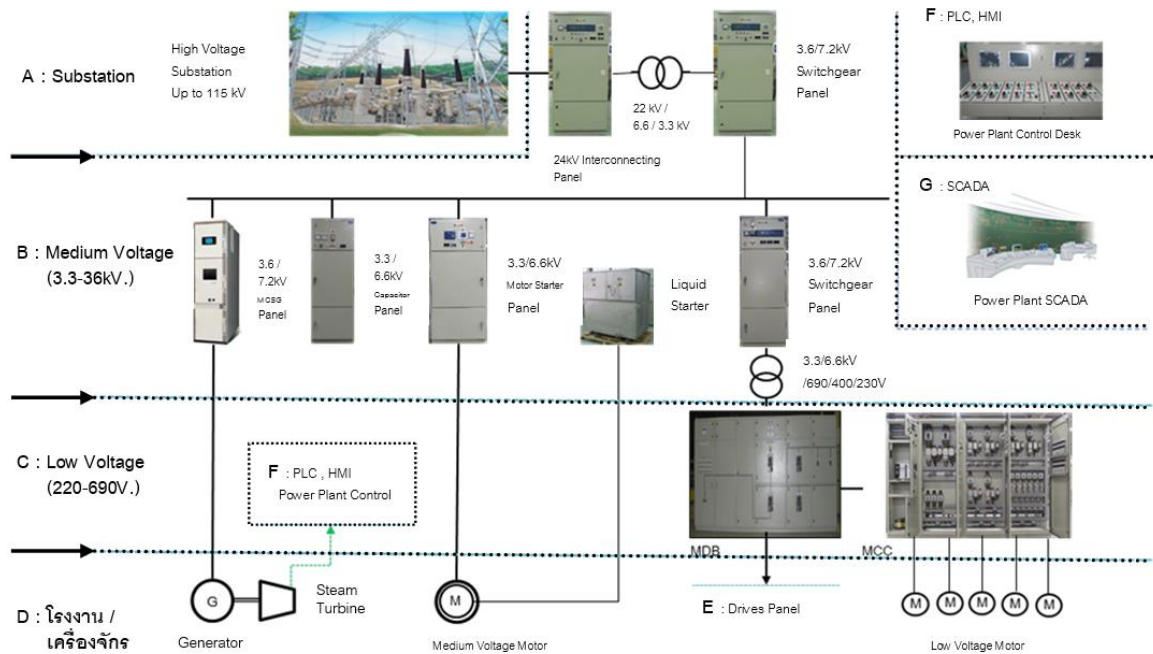 A : Substation
High Voltage
Substation
Up to 115 kV
22 kV /
6.6 / 3.3 kV
3.6/7.2kV
Switchgear
Panel
24kV Interconnecting
Panel
F : PLC, HMI
Power Plant Control Desk
G : SCADA
Power Plant SCADA
B : Medium Voltage
(3.3-36kV.)
3.6 /
7.2kV
MCSG
Panel
3.3 /
6.6kV
Capacitor
Panel
3.3/6.6kV
Motor Starter
Panel
Liquid
Starter
3.6/7.2kV
Switchgear
Panel
3.3/6.6kV
/690/400/230V
C : Low Voltage
(220-690V.)
F : PLC , HMI
Power Plant Control
MDB
MCC
D : โรงงาน /
เครื่องจักร
G
Steam
Turbine
Generator
M
Medium Voltage Motor
E : Drives Panel
M
M
M
M
M
Low Voltage Motor